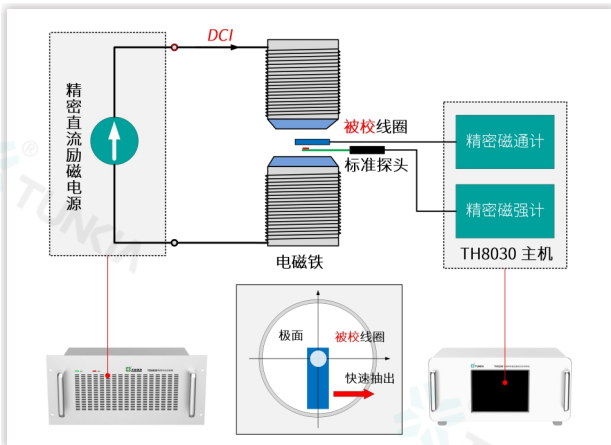 DCI
精密直流励磁电源
被校线圈
标准探头
精密磁通计
精密磁强计
TH8030 主机
电磁铁
极面
被校线圈
快速抽出
TUNKIA
®
TUNKIA